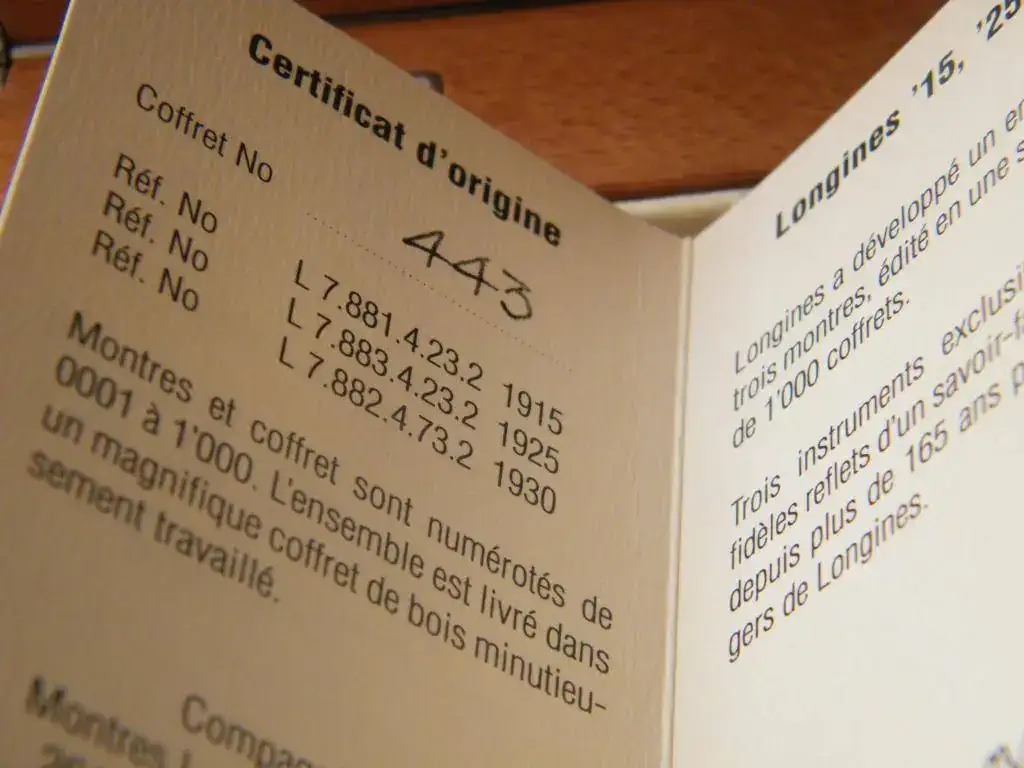 Certificat d'origine
Coffret No 443
Réf. No L 7.881.4.23.2 1915
Réf. No L 7.883.4.23.2 1925
Réf. No L 7.882.4.73.2 1930
Montres et coffret sont numérotés de
0001 à 1'000. L'ensemble est livré dans
un magnifique coffret de bois minutieu-
sement travaillé.
Montres
Longines '15, '25
Longines a développé un
trois montres, édité en une
de 1'000 coffrets.
Trois instruments
fidèles reflets d'un
depuis plus de 165 ans
gers de Longines.